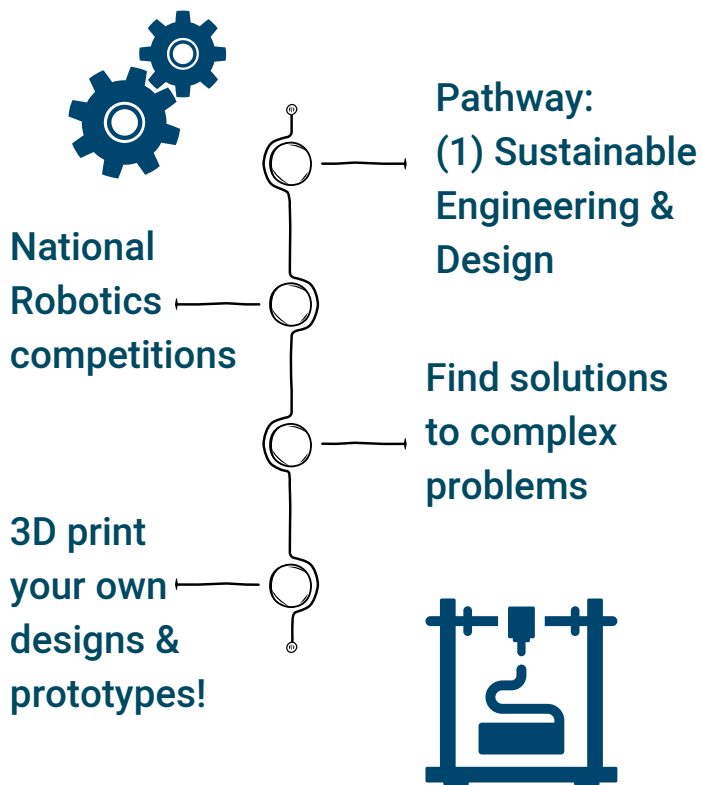 Pathway:
(1) Sustainable
Engineering &
Design
National
Robotics
competitions
Find solutions
to complex
problems
3D print
your own
designs &
prototypes!